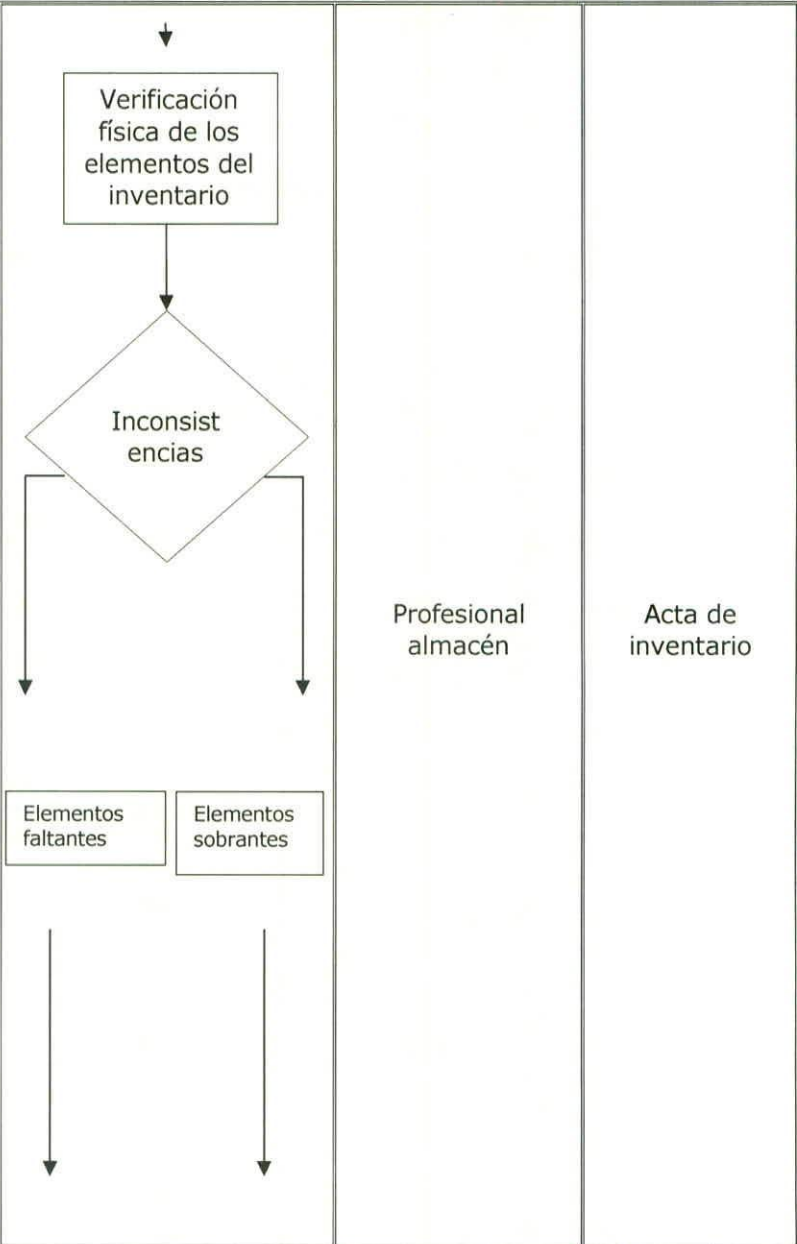 Verificación
física de los
elementos del
inventario
Inconsist
encias
Profesional
almacén
Acta de
inventario
Elementos
faltantes
Elementos
sobrantes